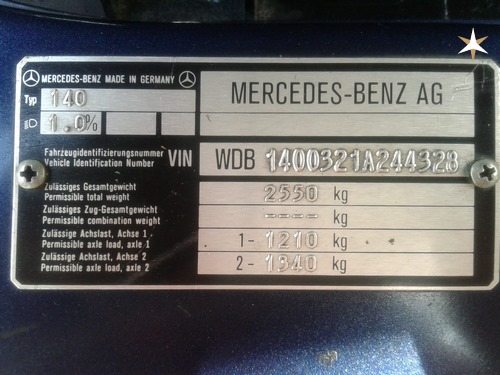 MERCEDES-BENZ MADE IN GERMANY
Typ 140
1.0%
MERCEDES-BENZ AG
Fahrzeugidentifizierungsnummer
Vehicle Identification Number VIN WDB 1400321A244328
Zulässiges Gesamtgewicht
Permissible total weight 2550 kg
Zulässiges Zug-Gesamtgewicht
Permissible combination weight ---- kg
Zulässige Achslast, Achse 1
Permissible axle load, axle 1 1- 1210 kg
Zulässige Achslast, Achse 2
Permissible axle load, axle 2 2- 1340 kg